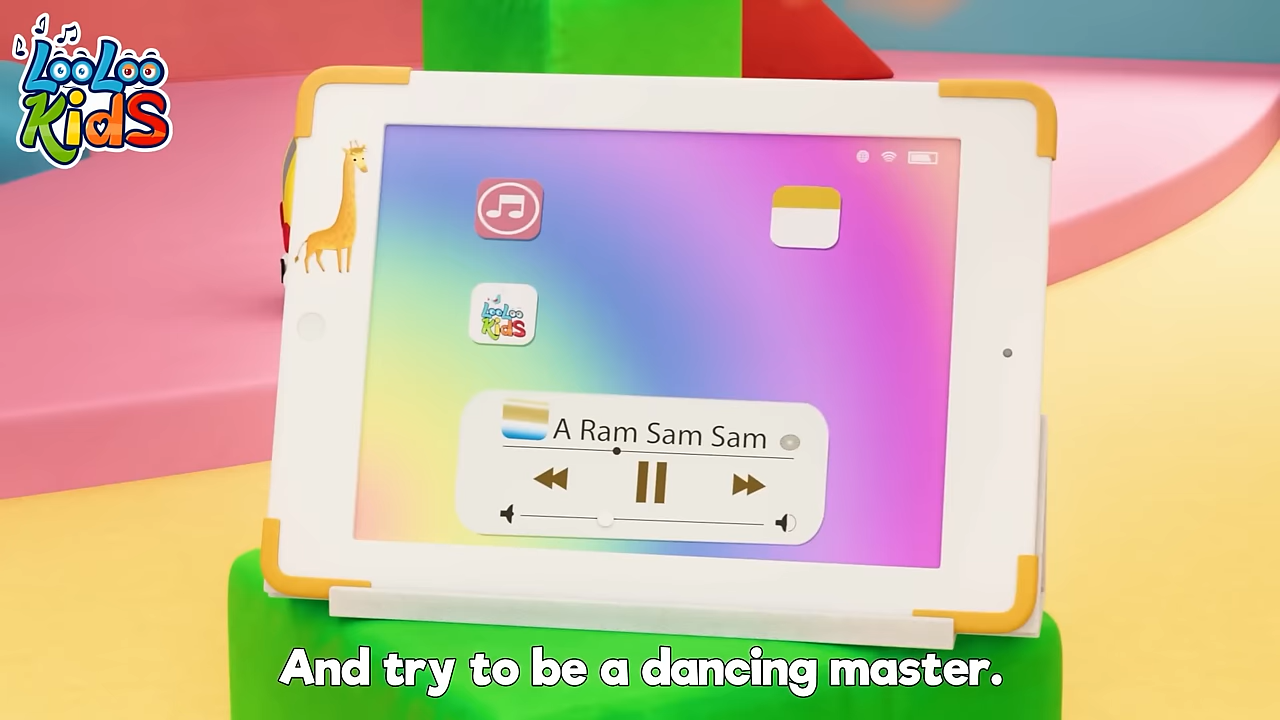 LooLoo
Kids
LooLoo
Kids
A Ram Sam Sam
And try to be a dancing master.